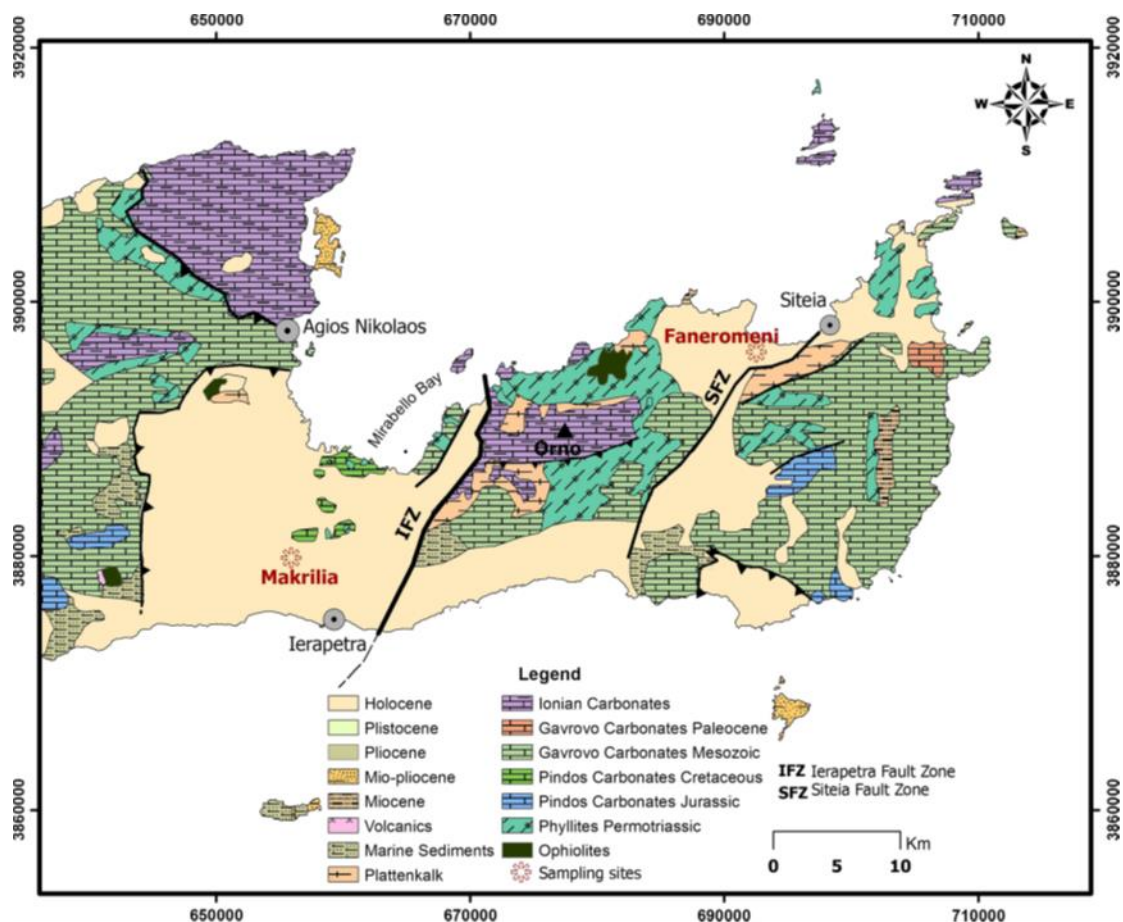 650000 670000 690000 710000
3920000 3920000
N
W E
S
Siteia
3900000 3900000
Agios Nikolaos
Faneromeni
Mirabello Bay
SFZ
Orno
IFZ
3880000 3880000
Makrilia
Ierapetra
Legend
Holocene
Plistocene
Pliocene
Mio-pliocene
Miocene
Volcanics
Marine Sediments
Plattenkalk
Ionian Carbonates
Gavrovo Carbonates Paleocene
Gavrovo Carbonates Mesozoic
Pindos Carbonates Cretaceous
Pindos Carbonates Jurassic
Phyllites Permotriassic
Ophiolites
Sampling sites
IFZ Ierapetra Fault Zone
SFZ Siteia Fault Zone
3860000 3860000
Km
0 5 10
650000 670000 690000 710000